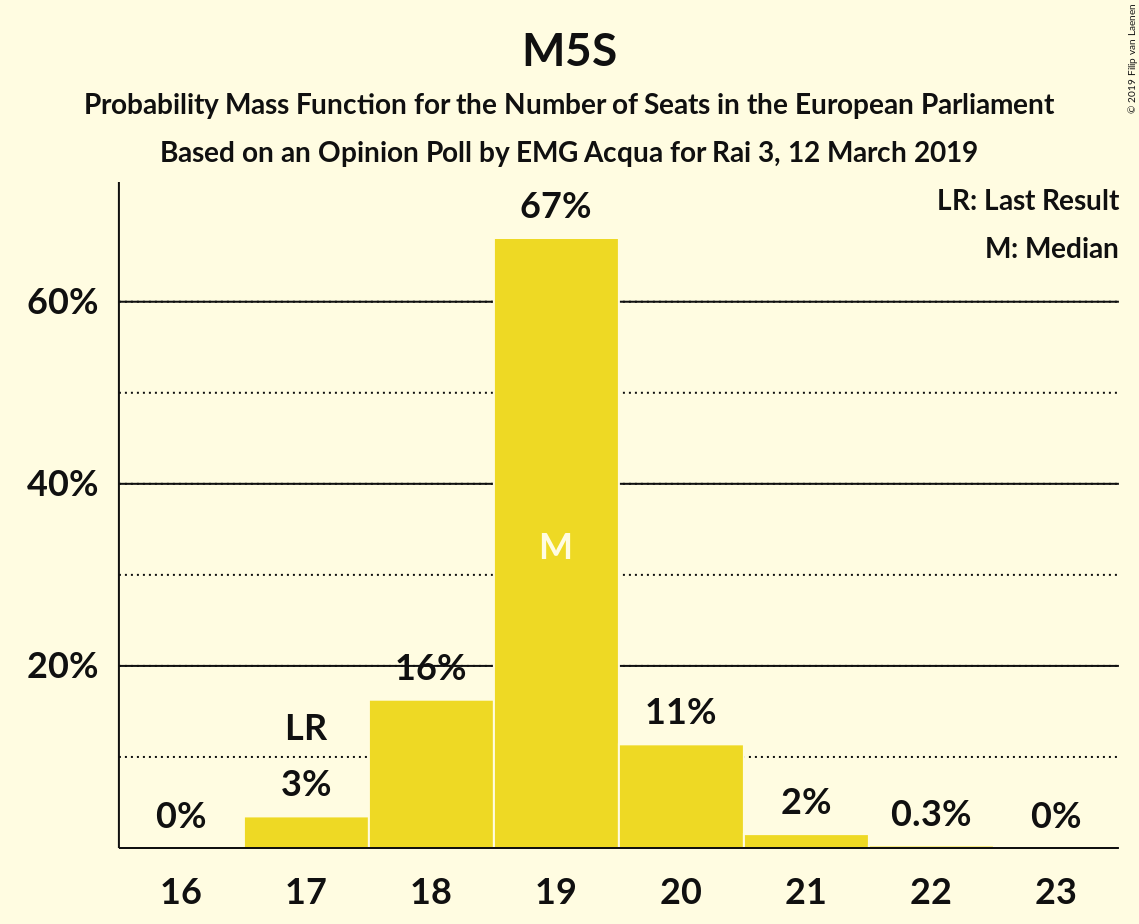 M5S
Probability Mass Function for the Number of Seats in the European Parliament
Based on an Opinion Poll by EMG Acqua for Rai 3, 12 March 2019
© 2019 Filip van Laenen
LR: Last Result
M: Median
67%
60%
40%
M
20%
16%
LR
11%
3%
0%
2%
0.3%
0%
16 17 18 19 20 21 22 23